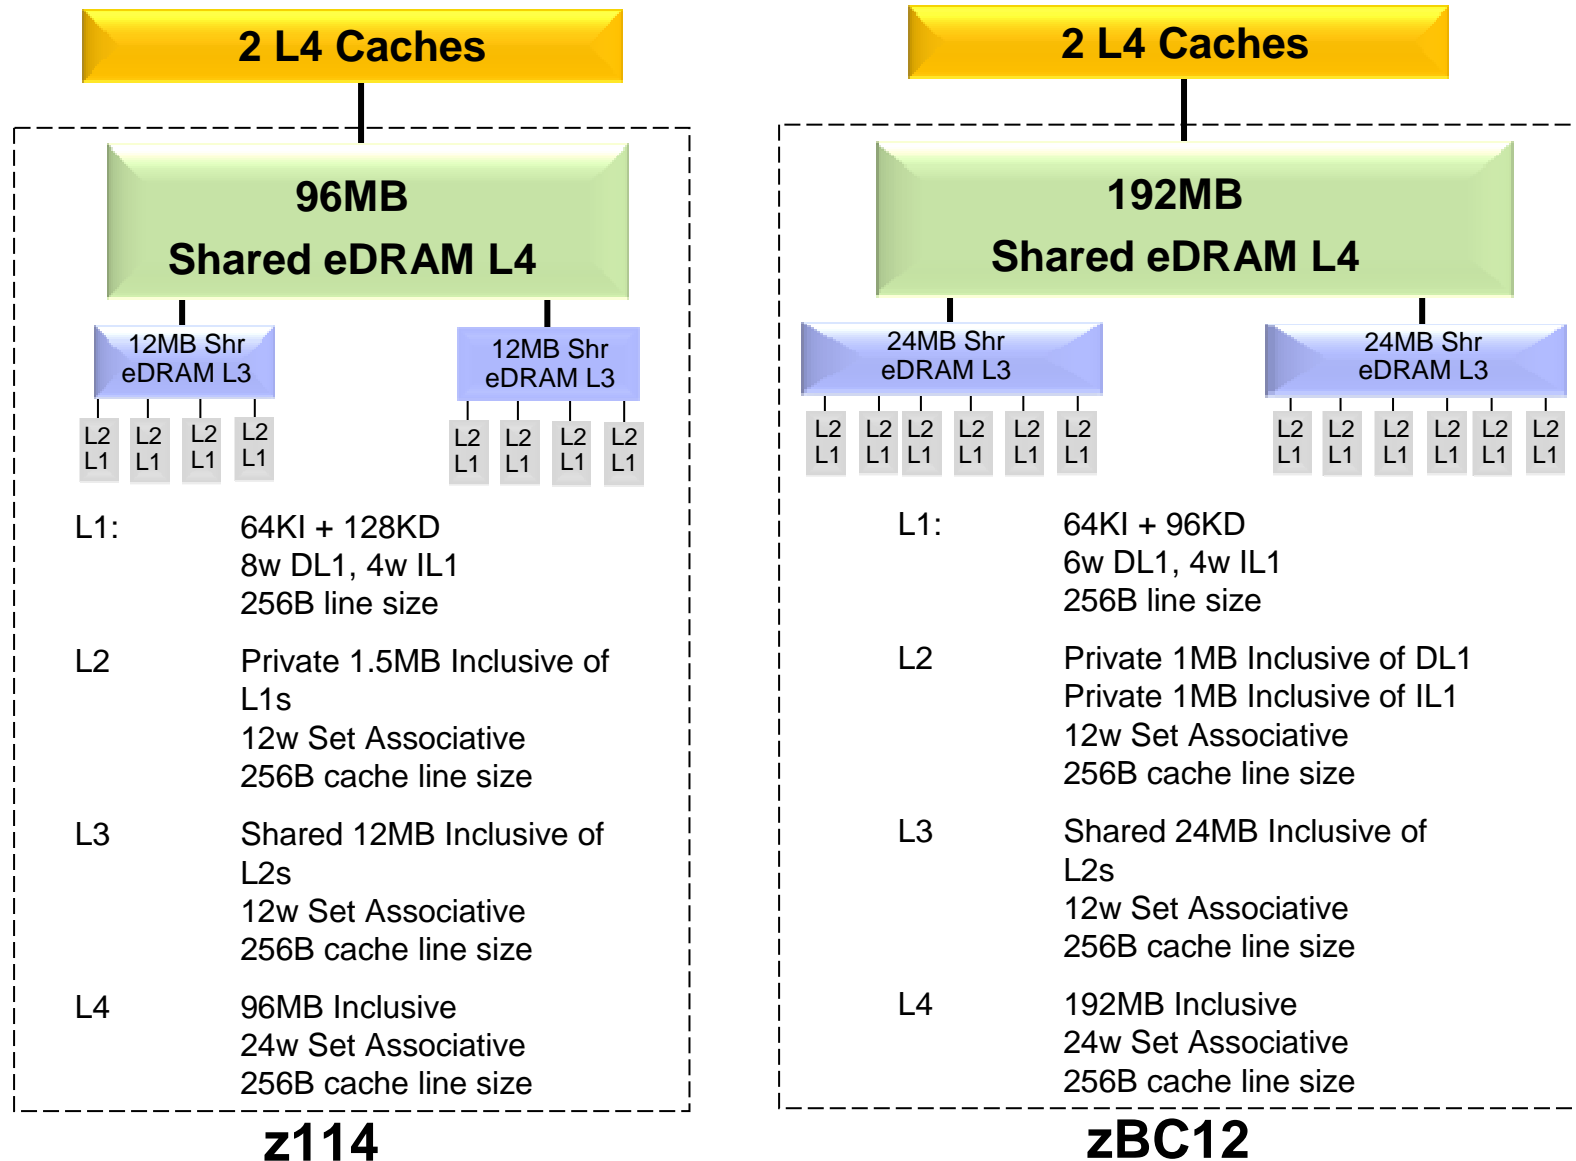 2 L4 Caches
96MB
Shared eDRAM L4
12MB Shr
eDRAM L3
12MB Shr
eDRAM L3
L2 L2 L2 L2
L1 L1 L1 L1
L2 L2 L2 L2
L1 L1 L1 L1
L1: 64KI + 128KD
8w DL1, 4w IL1
256B line size
L2 Private 1.5MB Inclusive of
L1s
12w Set Associative
256B cache line size
L3 Shared 12MB Inclusive of
L2s
12w Set Associative
256B cache line size
L4 96MB Inclusive
24w Set Associative
256B cache line size
z114
2 L4 Caches
192MB
Shared eDRAM L4
24MB Shr
eDRAM L3
24MB Shr
eDRAM L3
L2 L2 L2 L2 L2 L2
L1 L1 L1 L1 L1 L1
L2 L2 L2 L2 L2 L2
L1 L1 L1 L1 L1 L1
L1: 64KI + 96KD
6w DL1, 4w IL1
256B line size
L2 Private 1MB Inclusive of DL1
Private 1MB Inclusive of IL1
12w Set Associative
256B cache line size
L3 Shared 24MB Inclusive of
L2s
12w Set Associative
256B cache line size
L4 192MB Inclusive
24w Set Associative
256B cache line size
zBC12